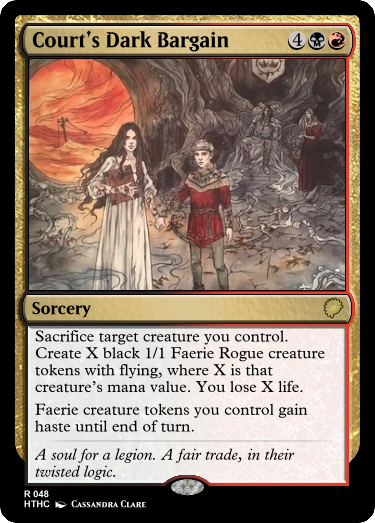 Court's Dark Bargain 4
Sorcery
Sacrifice target creature you control.
Create X black 1/1 Faerie Rogue creature
tokens with flying, where X is that
creature's mana value. You lose X life.
Faerie creature tokens you control gain
haste until end of turn.
A soul for a legion. A fair trade, in their
twisted logic.
R 048
HTHC Cassandra Clare